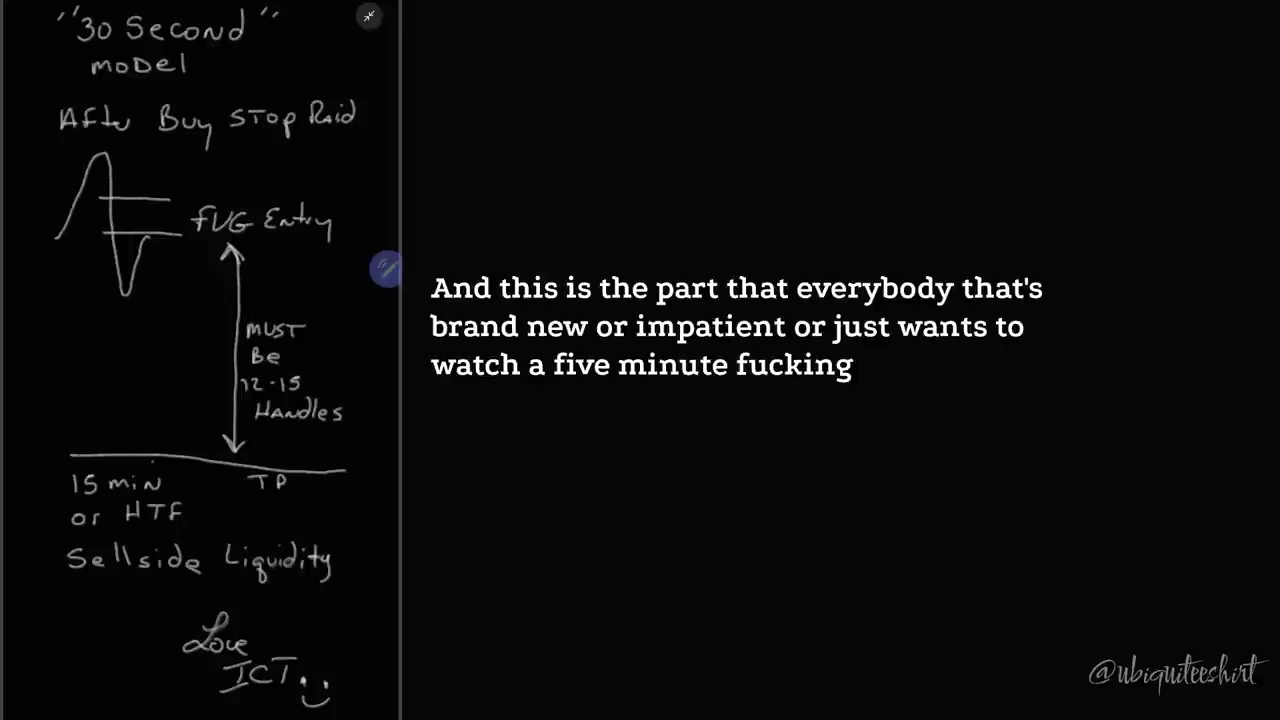 "30 Second"
model
After Buy Stop Raid
FVG Entry
MUST
Be
12-15
HANDles
15 min
or HTF
TP
Sellside Liquidity
Love
ICT
And this is the part that everybody that's
brand new or impatient or just wants to
watch a five minute fucking
@ubiquiteeshirt